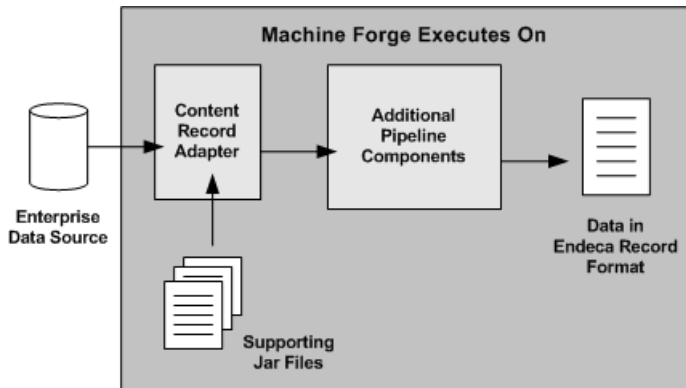 Machine Forge Executes On
Content
Record
Adapter
Additional
Pipeline
Components
Enterprise
Data Source
Data in
Endeca Record
Format
Supporting
Jar Files